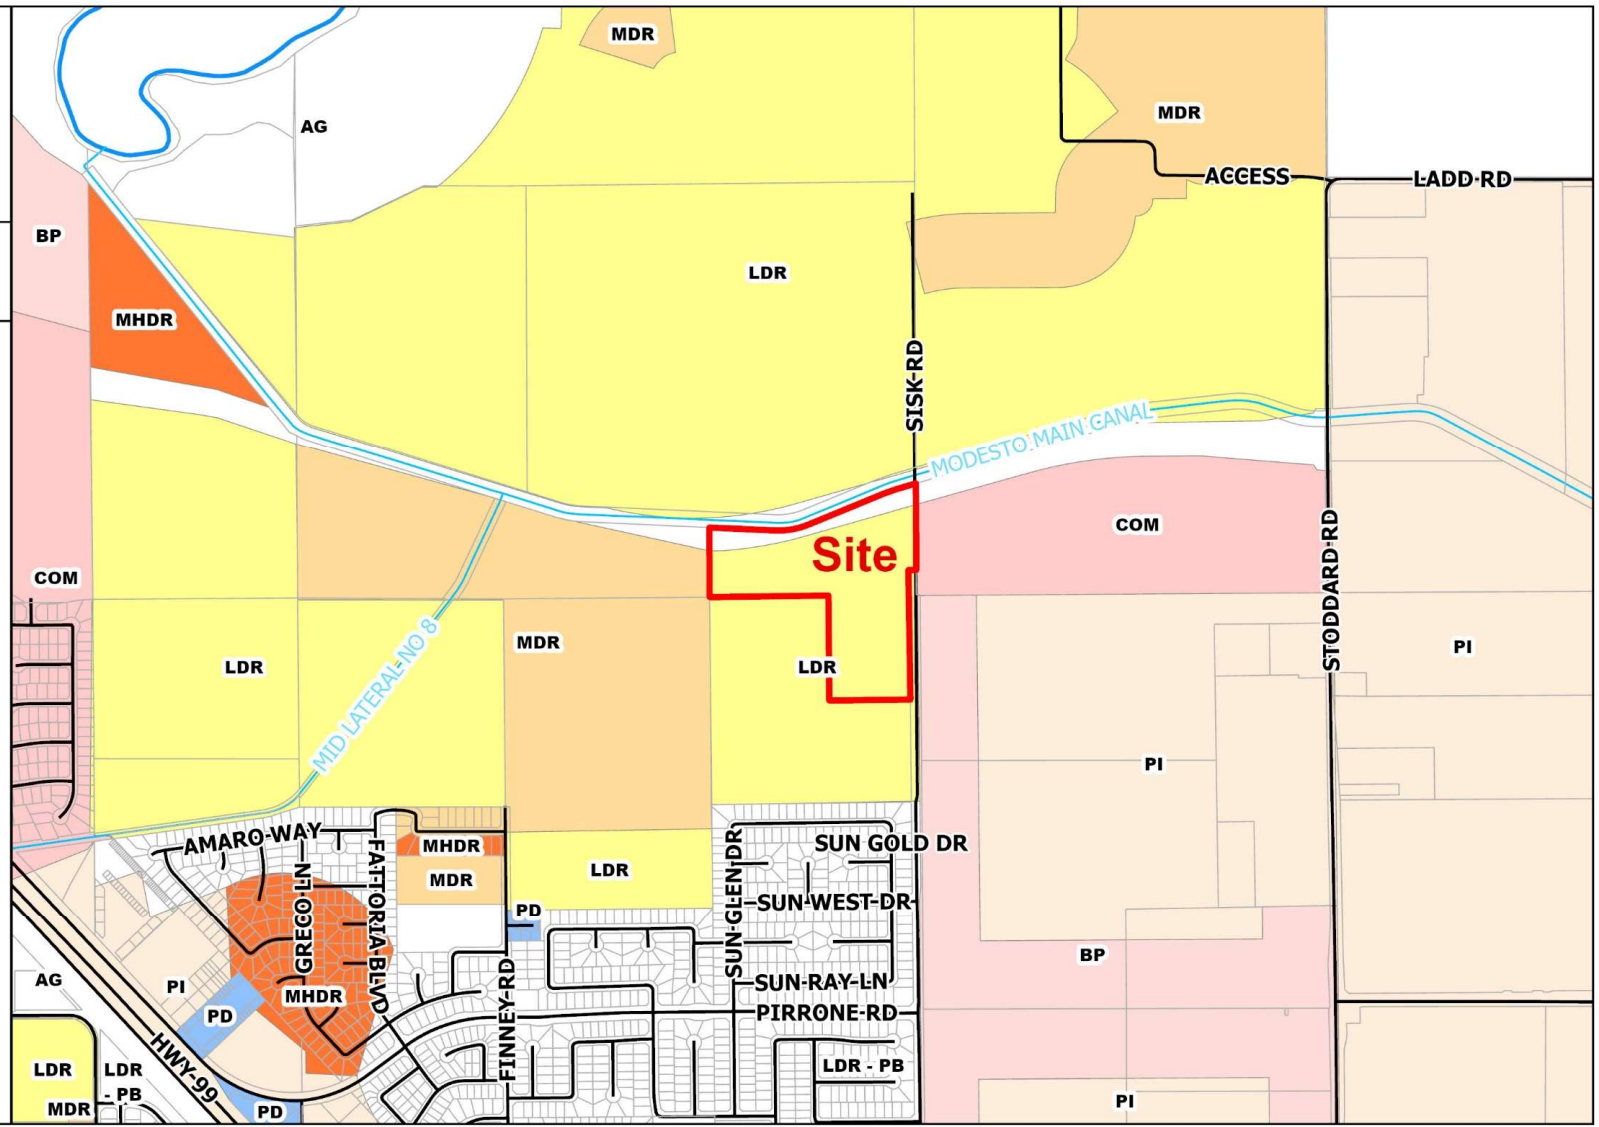 MDR
MDR
AG
ACCESS
LADD RD
BP
LDR
MHDR
SISK RD
MODESTO MAIN CANAL
COM
Site
STODDARD RD
COM
MDR
PI
LDR
LDR
MID LATERAL NO 8
PI
AMARO WAY
FATTORIA BLVD
MHDR
SUN GLEN DR
SUN GOLD DR
LDR
MDR
GRECO LN
SUN WEST DR
PD
BP
AG
PI
MHDR
SUN RAY LN
FINNEY RD
PIRRONE RD
PD
HWY 99
LDR
LDR
- PB
LDR - PB
MDR
PD
PI